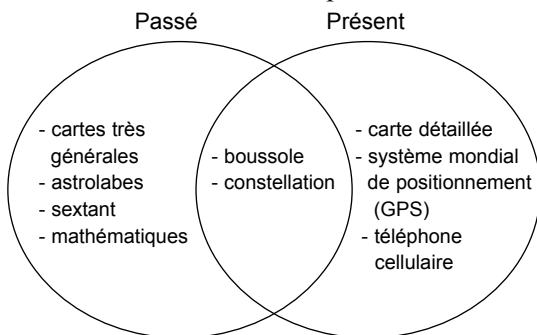 Passé
Présent
- cartes très
générales
- astrolabes
- sextant
- mathématiques
- boussole
- constellation
- carte détaillée
- système mondial
de positionnement
(GPS)
- téléphone
cellulaire